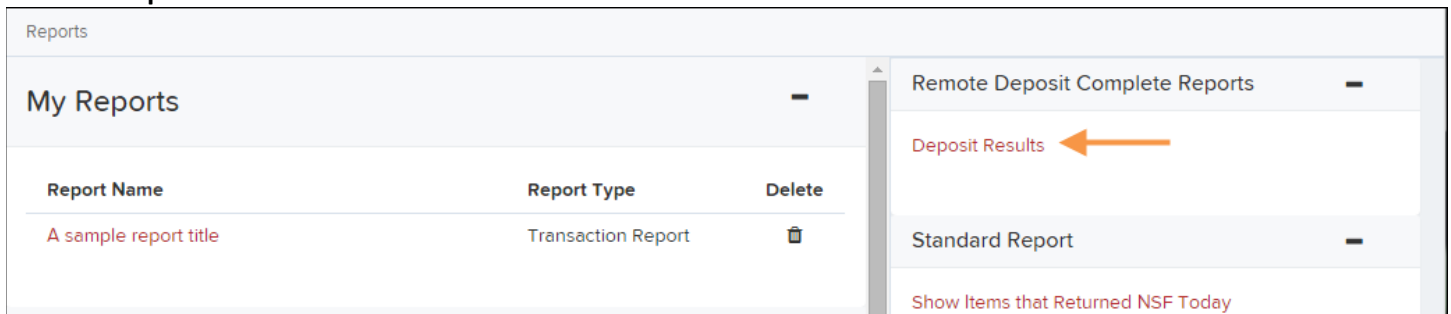 Reports
My Reports
Report Name Report Type Delete
A sample report title Transaction Report
Remote Deposit Complete Reports
Deposit Results
Standard Report
Show Items that Returned NSF Today